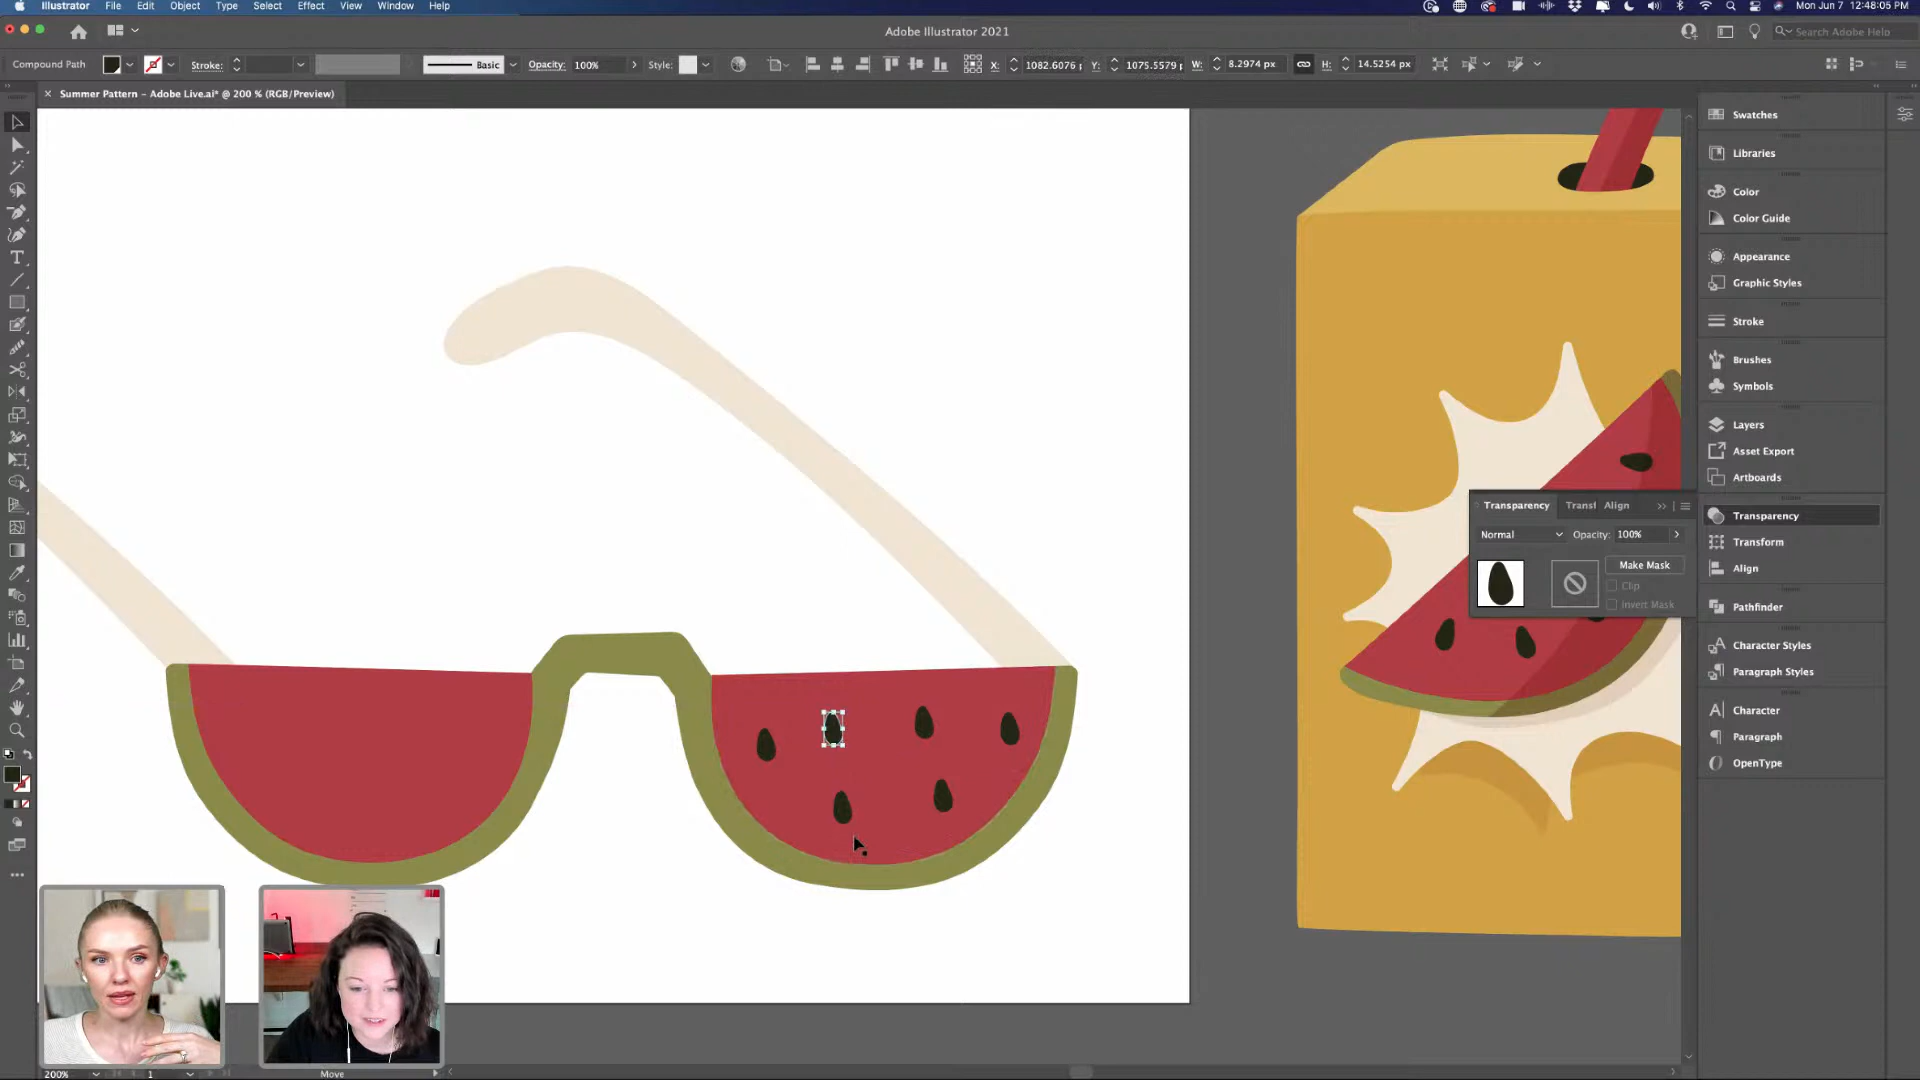 Illustrator File Edit Object Type Select Effect View Window Help
Mon Jun 7 12:48:05 PM
Adobe Illustrator 2021
Search Adobe Help
Compound Path
Stroke:
Basic
Opacity: 100%
Style:
X: 1082.6076
Y: 1075.5579
W: 8.2974 px
H: 14.5254 px
Summer Pattern - Adobe Live.ai* @ 200 % (RGB/Preview)
Swatches
Libraries
Color
Color Guide
Appearance
Graphic Styles
Stroke
Brushes
Symbols
Layers
Asset Export
Artboards
Transparency
Transform
Align
Pathfinder
Character Styles
Paragraph Styles
Character
Paragraph
OpenType
Transparency Transf Align
Normal
Opacity: 100%
Make Mask
Clip
Invert Mask
200%
1
Move